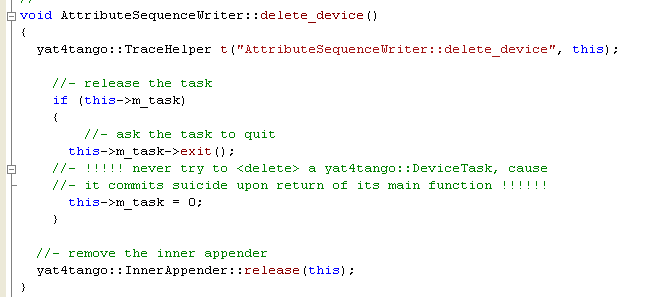 void AttributeSequenceWriter::delete_device()
{
yat4tango::TraceHelper t("AttributeSequenceWriter::delete_device", this);
//- release the task
if (this->m_task)
{
//- ask the task to quit
this->m_task->exit();
//- !!!!! never try to <delete> a yat4tango::DeviceTask, cause
//- it commits suicide upon return of its main function !!!!!!
this->m_task = 0;
}
//- remove the inner appender
yat4tango::InnerAppender::release(this);
}